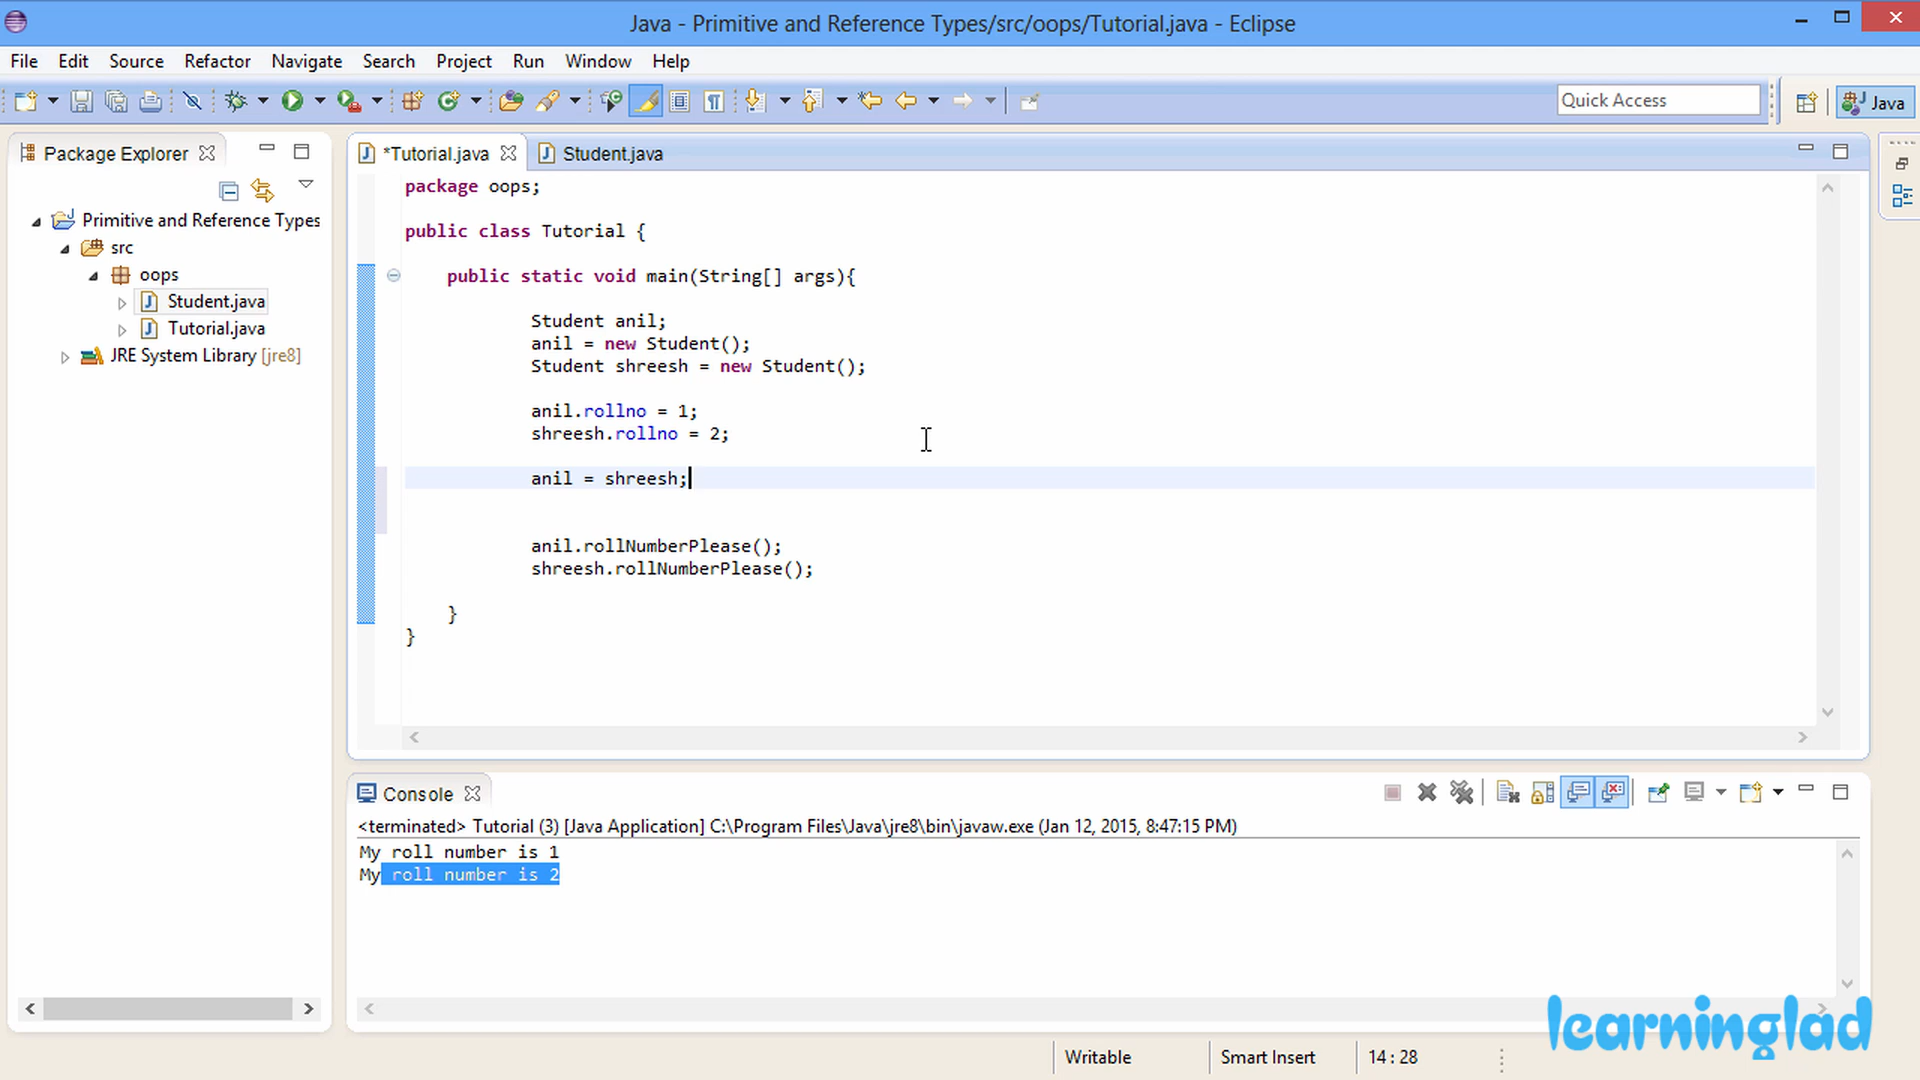 Java - Primitive and Reference Types/src/oops/Tutorial.java - Eclipse
File Edit Source Refactor Navigate Search Project Run Window Help
Quick Access
Java
Package Explorer
*Tutorial.java
Student.java
Primitive and Reference Types
src
oops
Student.java
Tutorial.java
JRE System Library [jre8]
package oops;
public class Tutorial {
public static void main(String[] args){
Student anil;
anil = new Student();
Student shreesh = new Student();
anil.rollno = 1;
shreesh.rollno = 2;
anil = shreesh;
anil.rollNumberPlease();
shreesh.rollNumberPlease();
}
}
Console
<terminated> Tutorial (3) [Java Application] C:\Program Files\Java\jre8\bin\javaw.exe (Jan 12, 2015, 8:47:15 PM)
My roll number is 1
My roll number is 2
learninglad
Writable
Smart Insert
14 : 28